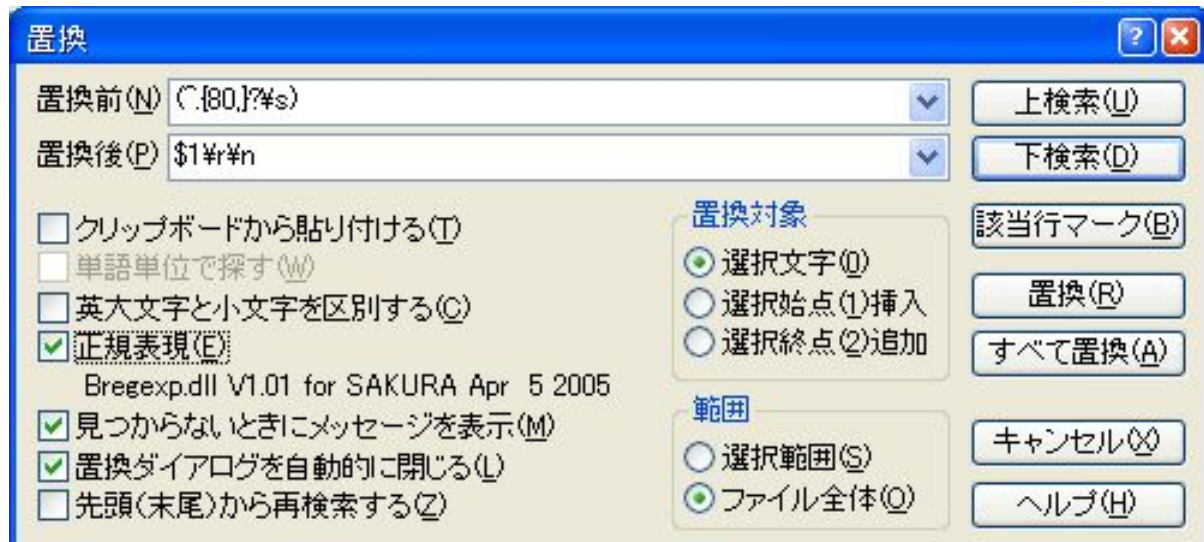 置換
置換前(N) (^.{80,}?¥s)
上検索(U)
置換後(P) $1¥r¥n
下検索(D)
クリップボードから貼り付ける(T)
単語単位で探す(W)
英大文字と小文字を区別する(C)
正規表現(E)
Bregexp.dll V1.01 for SAKURA Apr 5 2005
見つからないときにメッセージを表示(M)
置換ダイアログを自動的に閉じる(L)
先頭(末尾)から再検索する(Z)
置換対象
選択文字(0)
選択始点(1)挿入
選択終点(2)追加
範囲
選択範囲(S)
ファイル全体(O)
該当行マーク(B)
置換(R)
すべて置換(A)
キャンセル(X)
ヘルプ(H)